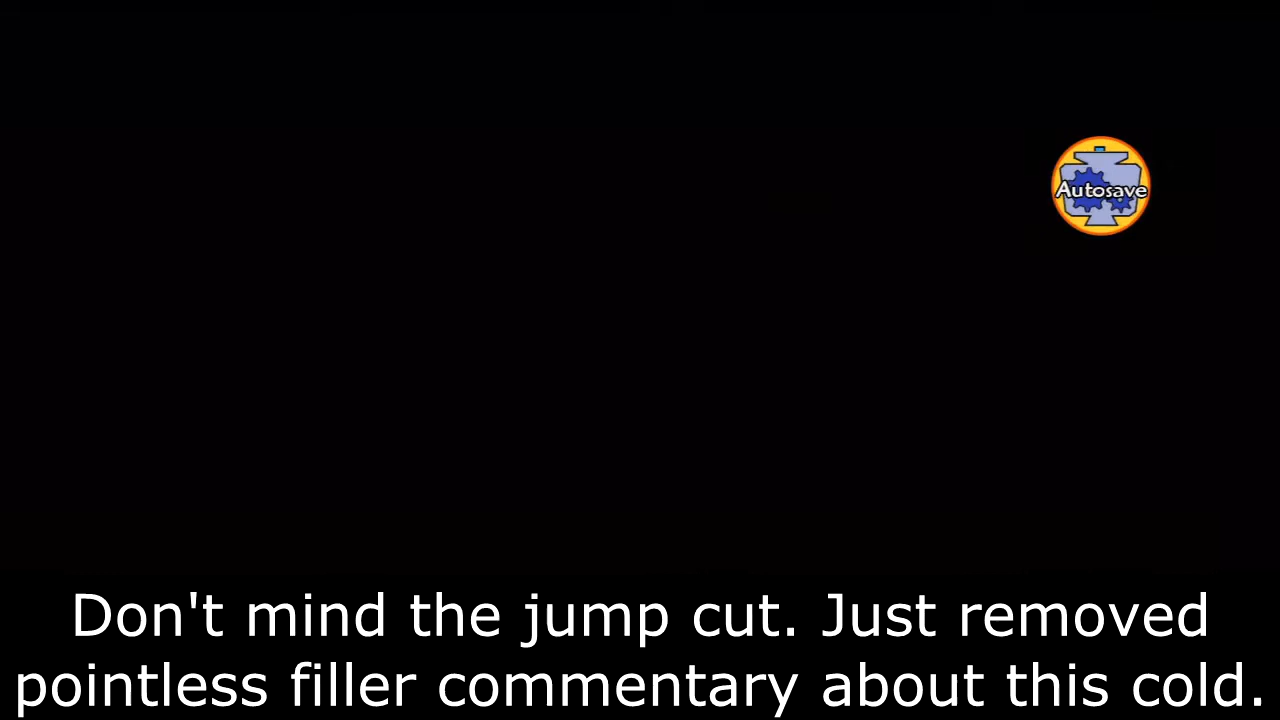 Autosave
Don't mind the jump cut. Just removed
pointless filler commentary about this cold.